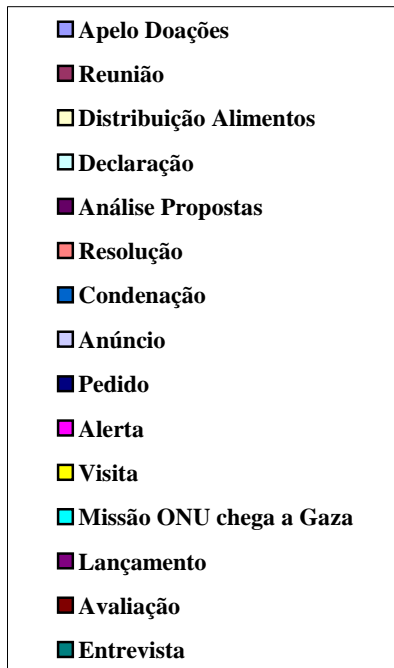 Apelo Doações
Reunião
Distribuição Alimentos
Declaração
Análise Propostas
Resolução
Condenação
Anúncio
Pedido
Alerta
Visita
Missão ONU chega a Gaza
Lançamento
Avaliação
Entrevista